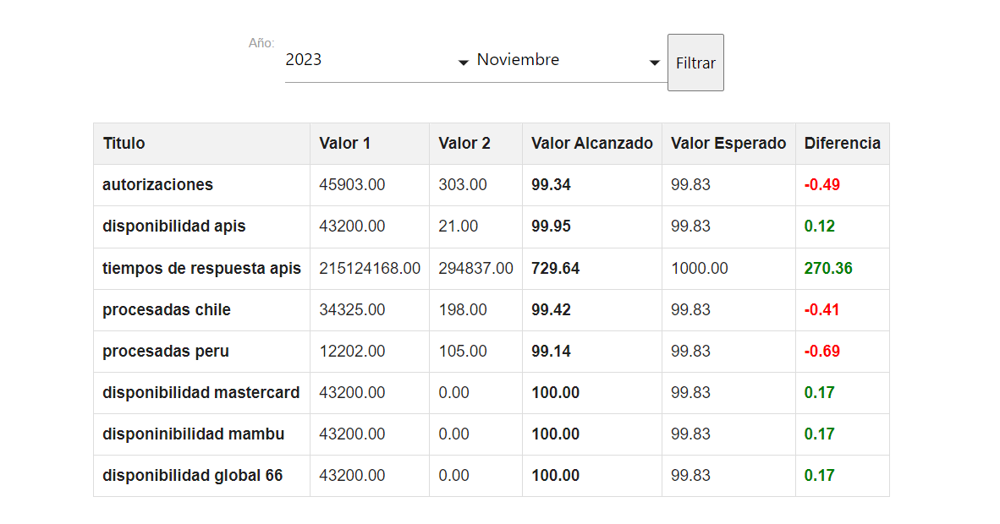 Año:
2023 Noviembre Filtrar
Titulo Valor 1 Valor 2 Valor Alcanzado Valor Esperado Diferencia
autorizaciones 45903.00 303.00 99.34 99.83 -0.49
disponibilidad apis 43200.00 21.00 99.95 99.83 0.12
tiempos de respuesta apis 215124168.00 294837.00 729.64 1000.00 270.36
procesadas chile 34325.00 198.00 99.42 99.83 -0.41
procesadas peru 12202.00 105.00 99.14 99.83 -0.69
disponibilidad mastercard 43200.00 0.00 100.00 99.83 0.17
disponinibilidad mambu 43200.00 0.00 100.00 99.83 0.17
disponibilidad global 66 43200.00 0.00 100.00 99.83 0.17